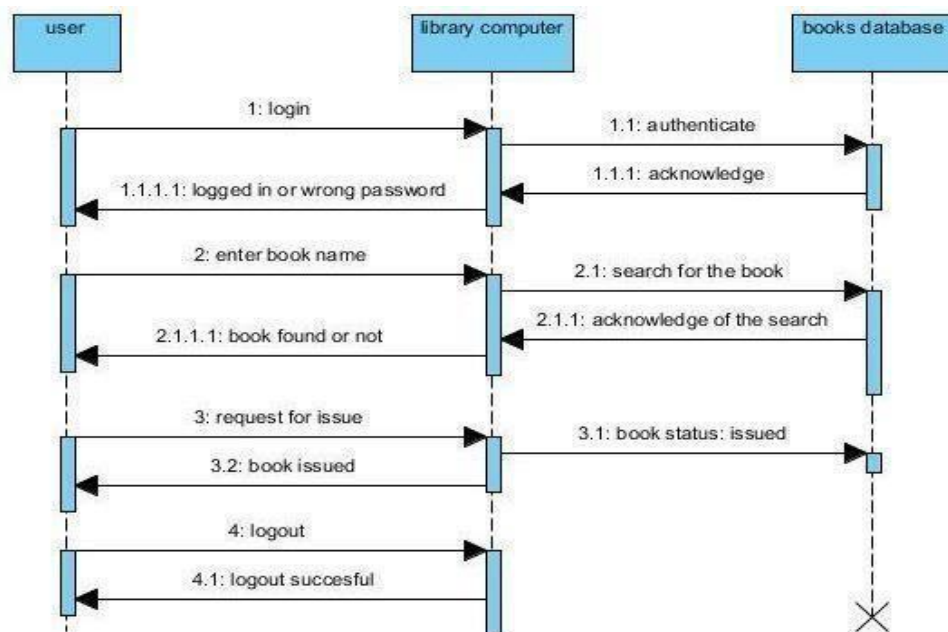 user
library computer
books database
1: login
1.1: authenticate
1.1.1: acknowledge
1.1.1.1: logged in or wrong password
2: enter book name
2.1: search for the book
2.1.1: acknowledge of the search
2.1.1.1: book found or not
3: request for issue
3.1: book status: issued
3.2: book issued
4: logout
4.1: logout succesful